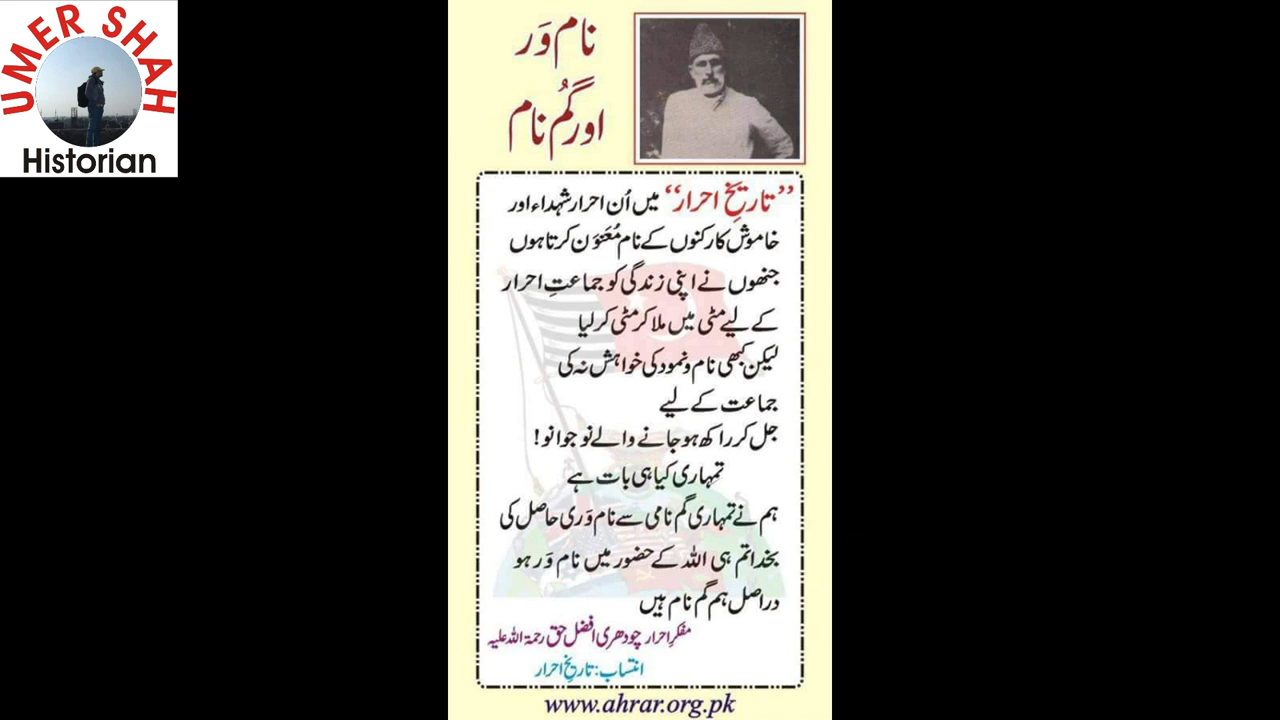 UMER SHAH
Historian
نام وَر
اور گُم نام
”تاریخِ احرار“ میں اُن احرار شہداء اور
خاموش کارکنوں کے نام مُعَنوَن کرتا ہوں
جنھوں نے اپنی زندگی کو جماعتِ احرار
کے لیے مٹی میں ملا کر مٹی کر لیا
لیکن کبھی نام و نمود کی خواہش نہ کی
جماعت کے لیے
جل کر راکھ ہو جانے والے نوجوانو!
تمہاری کیا ہی بات ہے
ہم نے تمہاری گم نامی سے نام وَری حاصل کی
بخدا تم ہی اللہ کے حضور میں نام وَر ہو
دراصل ہم گم نام ہیں
مفکرِ احرار چودھری افضل حق رحمۃ اللہ علیہ
انتساب: تاریخِ احرار
www.ahrar.org.pk